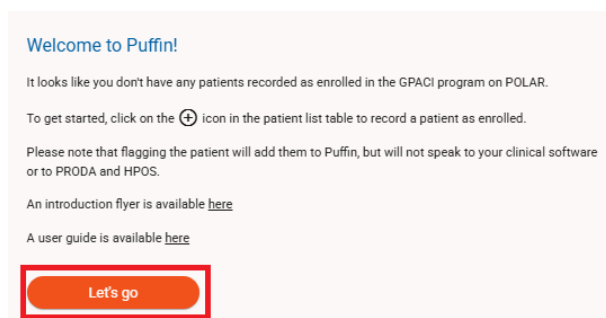 Welcome to Puffin!
It looks like you don't have any patients recorded as enrolled in the GPACI program on POLAR.
To get started, click on the ⊕ icon in the patient list table to record a patient as enrolled.
Please note that flagging the patient will add them to Puffin, but will not speak to your clinical software
or to PRODA and HPOS.
An introduction flyer is available here
A user guide is available here
Let's go